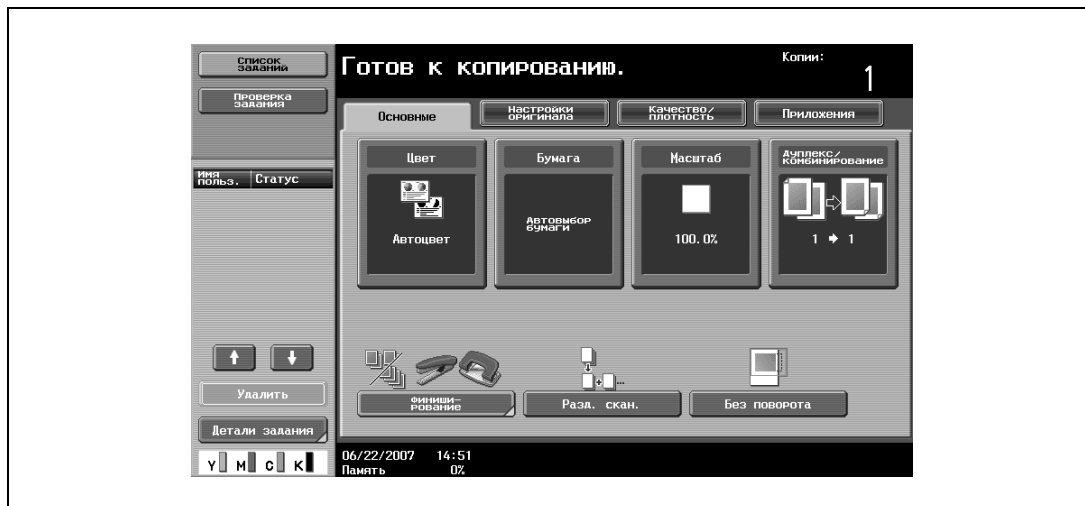 Список
заданий
Готов к копированию.
Копии:
1
Проверка
задания
Основные
Настройки
оригинала
Качество/
плотность
Приложения
Имя
польз.
Статус
Цвет
Бумага
Масштаб
Дуплекс/
Комбинирование
Автоцвет
Автовыбор
бумаги
100.0%
1 ➔ 1
Удалить
Детали задания
Финиши-
рование
Разд. скан.
Без поворота
Y M C K
06/22/2007 14:51
Память 0%